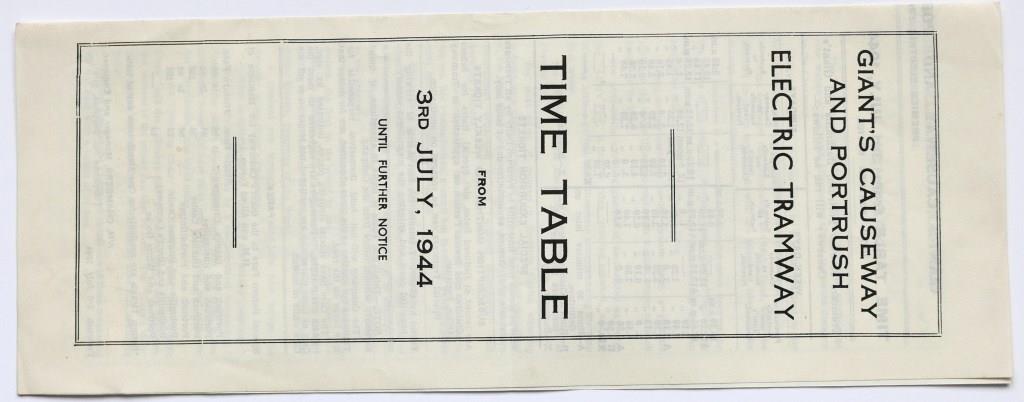 GIANT'S CAUSEWAY
AND PORTRUSH
ELECTRIC TRAMWAY
TIME TABLE
FROM
3RD JULY, 1944
UNTIL FURTHER NOTICE